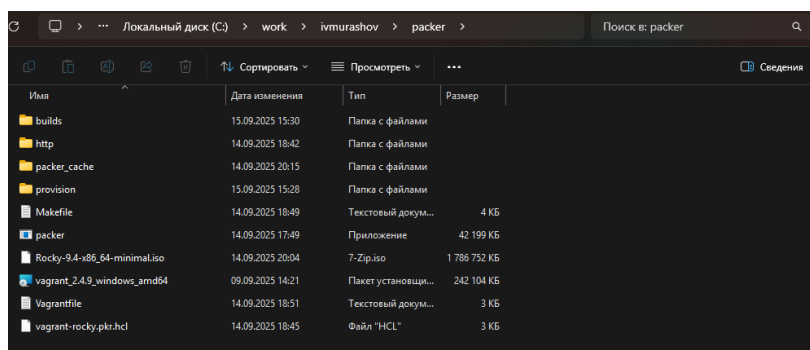 Локальный диск (C:) > work > ivmurashov > packer > Поиск в: packer
Сортировать Просмотреть ... Сведения
Имя Дата изменения Тип Размер
builds 15.09.2025 15:30 Папка с файлами
http 14.09.2025 18:42 Папка с файлами
packer_cache 14.09.2025 20:15 Папка с файлами
provision 15.09.2025 15:28 Папка с файлами
Makefile 14.09.2025 18:49 Текстовый докум... 4 КБ
packer 14.09.2025 17:49 Приложение 42 199 КБ
Rocky-9.4-x86_64-minimal.iso 14.09.2025 20:04 7-Zip.iso 1 786 752 КБ
vagrant_2.4.9_windows_amd64 09.09.2025 14:21 Пакет установщи... 242 104 КБ
Vagrantfile 14.09.2025 18:51 Текстовый докум... 3 КБ
vagrant-rocky.pkr.hcl 14.09.2025 18:45 Файл "HCL" 3 КБ